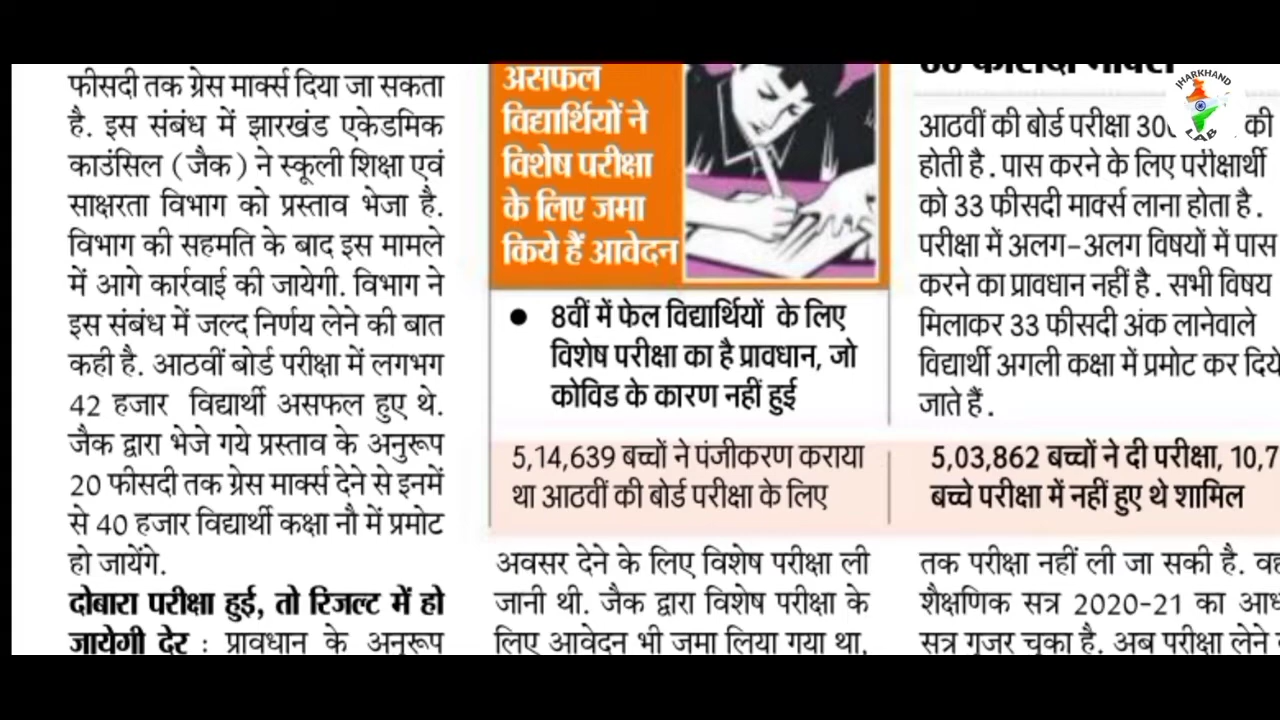 फीसदी तक ग्रेस मार्क्स दिया जा सकता
है. इस संबंध में झारखंड एकेडमिक
काउंसिल (जैक) ने स्कूली शिक्षा एवं
साक्षरता विभाग को प्रस्ताव भेजा है.
विभाग की सहमति के बाद इस मामले
में आगे कार्रवाई की जायेगी. विभाग ने
इस संबंध में जल्द निर्णय लेने की बात
कही है. आठवीं बोर्ड परीक्षा में लगभग
42 हजार विद्यार्थी असफल हुए थे.
जैक द्वारा भेजे गये प्रस्ताव के अनुरूप
20 फीसदी तक ग्रेस मार्क्स देने से इनमें
से 40 हजार विद्यार्थी कक्षा नौ में प्रमोट
हो जायेंगे.
दोबारा परीक्षा हुई, तो रिजल्ट में हो
जायेगी देर : प्रावधान के अनुरूप
असफल
विद्यार्थियों ने
विशेष परीक्षा
के लिए जमा
किये हैं आवेदन
● 8वीं में फेल विद्यार्थियों के लिए
विशेष परीक्षा का है प्रावधान, जो
कोविड के कारण नहीं हुई
5,14,639 बच्चों ने पंजीकरण कराया
था आठवीं की बोर्ड परीक्षा के लिए
अवसर देने के लिए विशेष परीक्षा ली
जानी थी. जैक द्वारा विशेष परीक्षा के
लिए आवेदन भी जमा लिया गया था.
JHARKHAND
LAB
आठवीं की बोर्ड परीक्षा की
होती है. पास करने के लिए परीक्षार्थी
को 33 फीसदी मार्क्स लाना होता है.
परीक्षा में अलग-अलग विषयों में पास
करने का प्रावधान नहीं है. सभी विषय
मिलाकर 33 फीसदी अंक लानेवाले
विद्यार्थी अगली कक्षा में प्रमोट कर दिये
जाते हैं.
5,03,862 बच्चों ने दी परीक्षा, 10,7
बच्चे परीक्षा में नहीं हुए थे शामिल
तक परीक्षा नहीं ली जा सकी है.
शैक्षणिक सत्र 2020-21 का
सत्र गुजर चुका है. अब परीक्षा लेने